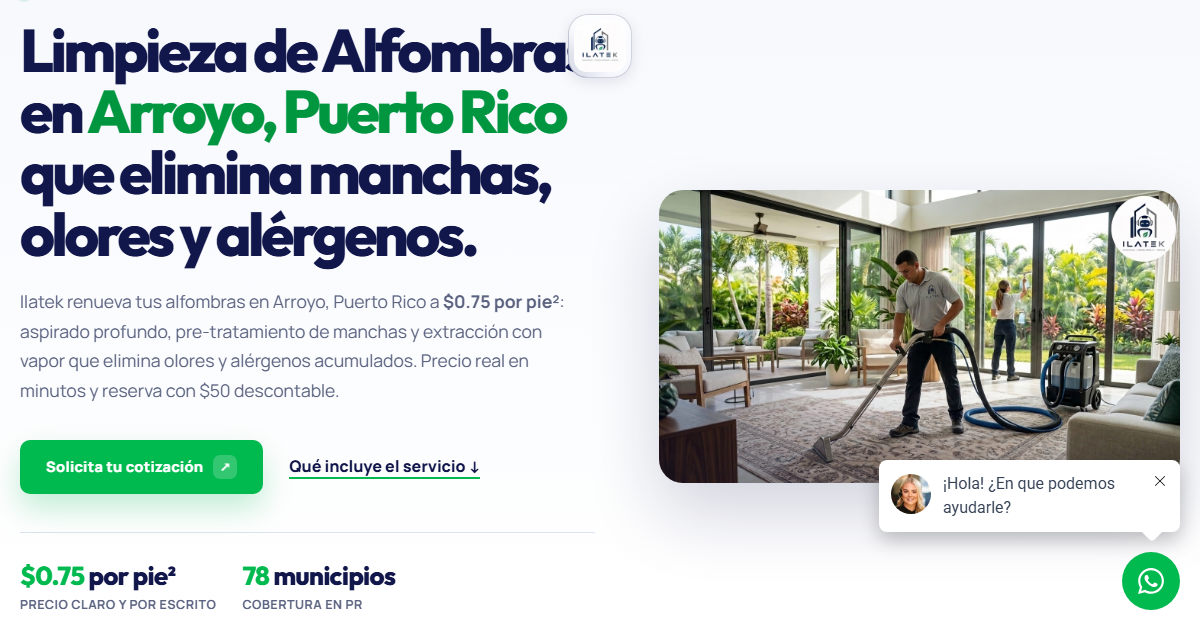 Limpieza de Alfombras
ILATEK
en Arroyo, Puerto Rico
que elimina manchas,
olores y alérgenos.
Ilatek renueva tus alfombras en Arroyo, Puerto Rico a $0.75 por pie²:
aspirado profundo, pre-tratamiento de manchas y extracción con
vapor que elimina olores y alérgenos acumulados. Precio real en
minutos y reserva con $50 descontable.
Solicita tu cotización ↗
Qué incluye el servicio ↓
$0.75 por pie²
PRECIO CLARO Y POR ESCRITO
78 municipios
COBERTURA EN PR
ILATEK
¡Hola! ¿En que podemos
ayudarle?